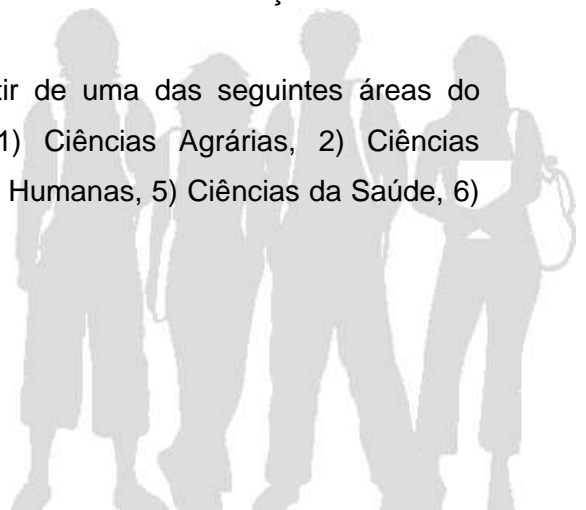 tir de uma das seguintes áreas do
1) Ciências Agrárias, 2) Ciências
Humanas, 5) Ciências da Saúde, 6)